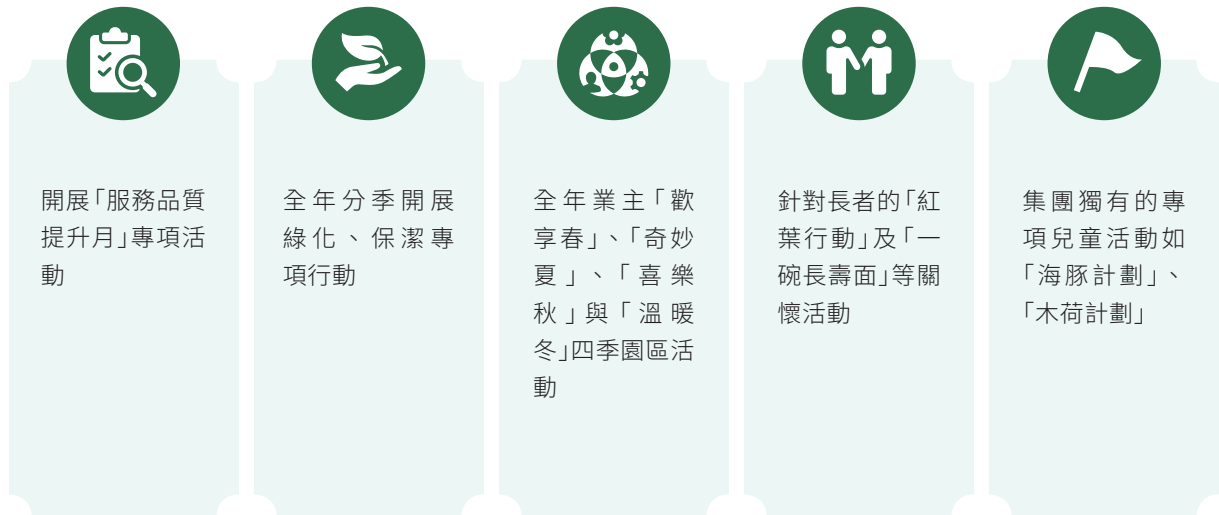 開展「服務品質
提升月」專項活
動
全年分季開展
綠化、保潔專
項行動
全年業主「歡
享春」、「奇妙
夏」、「喜樂
秋」與「溫暖
冬」四季園區活
動
針對長者的「紅
葉行動」及「一
碗長壽面」等關
懷活動
集團獨有的專
項兒童活動如
「海豚計劃」、
「木荷計劃」